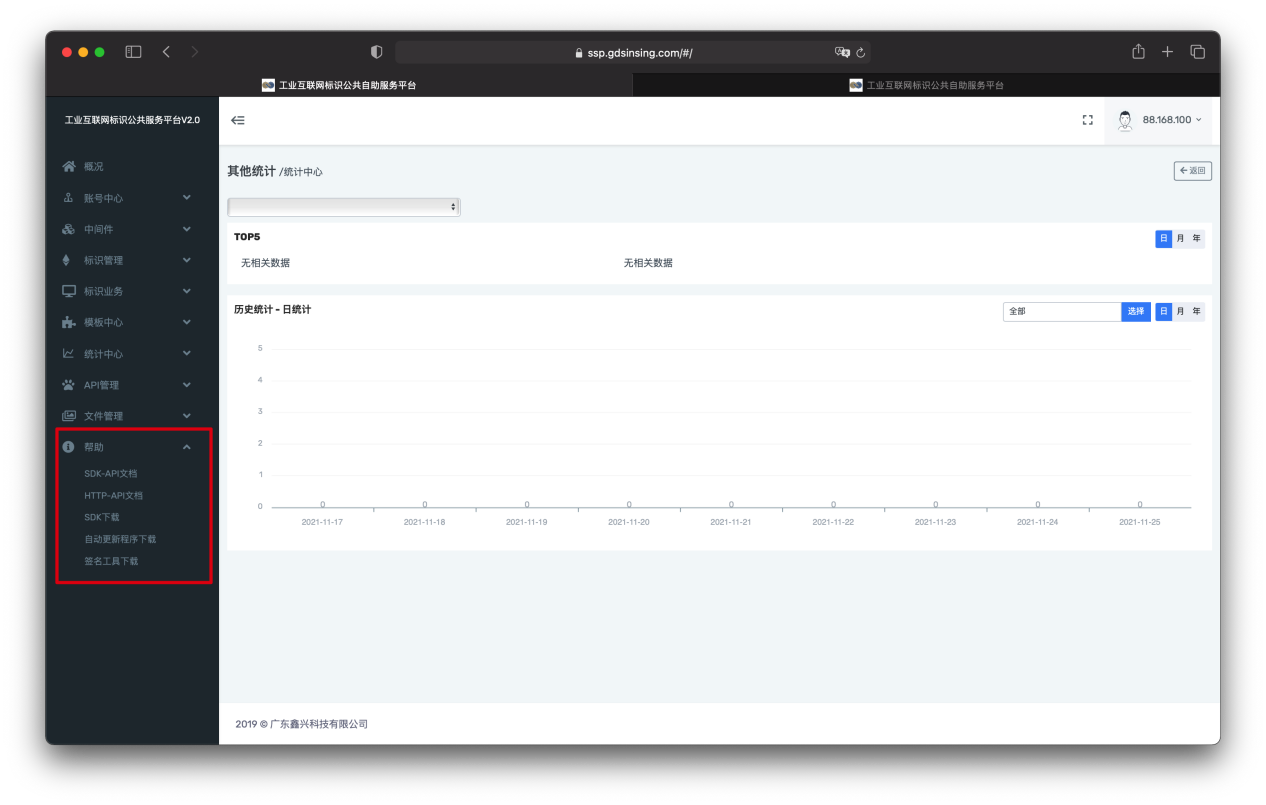 ssp.gdsinsing.com/#/
工业互联网标识公共自助服务平台
工业互联网标识公共自助服务平台
工业互联网标识公共服务平台V2.0
88.168.100
概况
账号中心
中间件
标识管理
标识业务
模板中心
统计中心
API管理
文件管理
帮助
SDK-API文档
HTTP-API文档
SDK下载
自动更新程序下载
签名工具下载
其他统计 /统计中心
返回
TOP5
日 月 年
无相关数据
无相关数据
历史统计 - 日统计
全部 选择 日 月 年
5
4
3
2
1
0
0 0 0 0 0 0 0 0 0
2021-11-17 2021-11-18 2021-11-19 2021-11-20 2021-11-21 2021-11-22 2021-11-23 2021-11-24 2021-11-25
2019 © 广东鑫兴科技有限公司